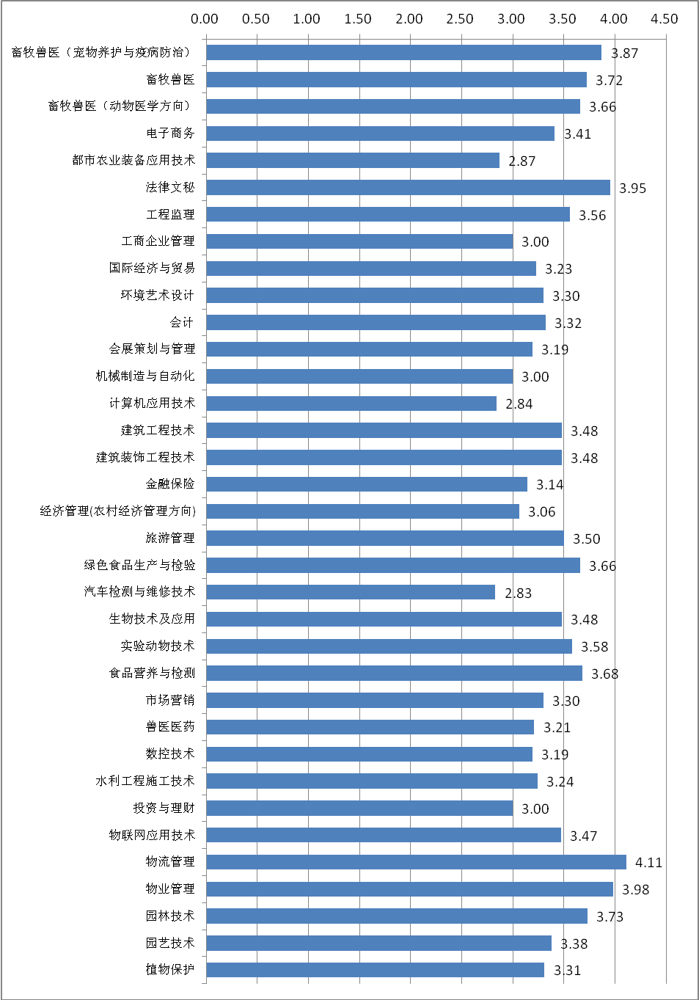 0.00 0.50 1.00 1.50 2.00 2.50 3.00 3.50 4.00 4.50
畜牧兽医（宠物养护与疫病防治） 3.87
畜牧兽医 3.72
畜牧兽医（动物医学方向） 3.66
电子商务 3.41
都市农业装备应用技术 2.87
法律文秘 3.95
工程监理 3.56
工商企业管理 3.00
国际经济与贸易 3.23
环境艺术设计 3.30
会计 3.32
会展策划与管理 3.19
机械制造与自动化 3.00
计算机应用技术 2.84
建筑工程技术 3.48
建筑装饰工程技术 3.48
金融保险 3.14
经济管理(农村经济管理方向) 3.06
旅游管理 3.50
绿色食品生产与检验 3.66
汽车检测与维修技术 2.83
生物技术及应用 3.48
实验动物技术 3.58
食品营养与检测 3.68
市场营销 3.30
兽医医药 3.21
数控技术 3.19
水利工程施工技术 3.24
投资与理财 3.00
物联网应用技术 3.47
物流管理 4.11
物业管理 3.98
园林技术 3.73
园艺技术 3.38
植物保护 3.31